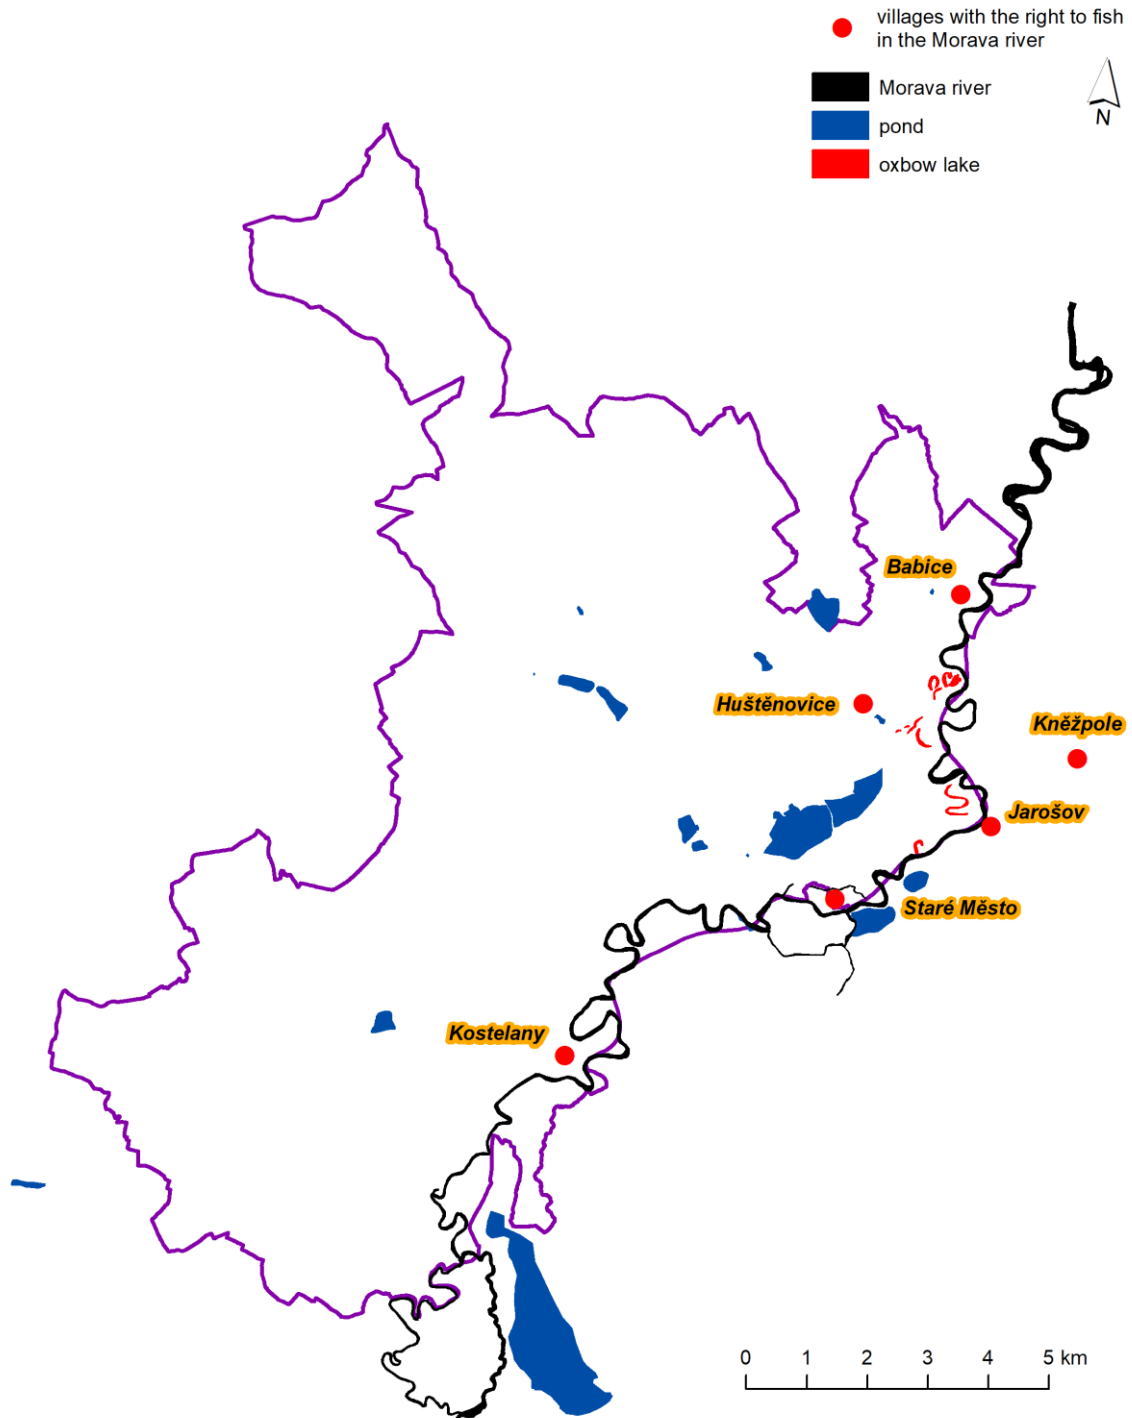 villages with the right to fish
in the Morava river
Morava river
pond
oxbow lake
N
Babice
Huštěnovice
Kněžpole
Jarošov
Staré Město
Kostelany
0 1 2 3 4 5 km